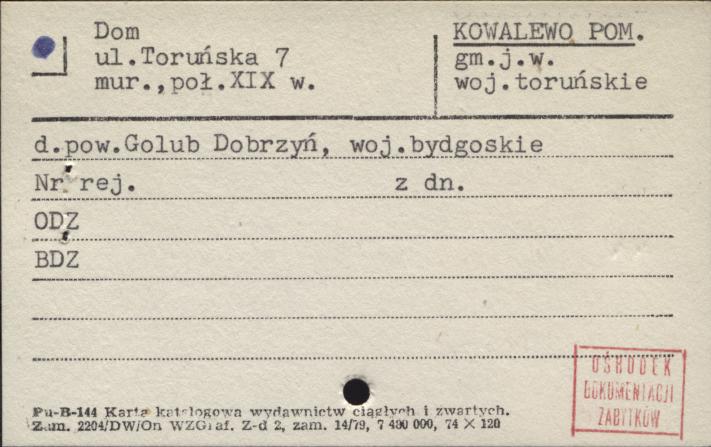 Dom
ul.Toruńska 7
mur.,poł.XIX w.
KOWALEWO POM.
gm.j.w.
woj.toruńskie
d.pow.Golub Dobrzyń, woj.bydgoskie
Nr rej. z dn.
ODZ
BDZ
OŚRODEK
DOKUMENTACJI
ZABYTKÓW
Pu-B-144 Karta katalogowa wydawnictw ciągłych i zwartych.
Zam. 2204/DW/On WZGraf. Z-d 2, zam. 14/79, 7 480 000, 74 × 120